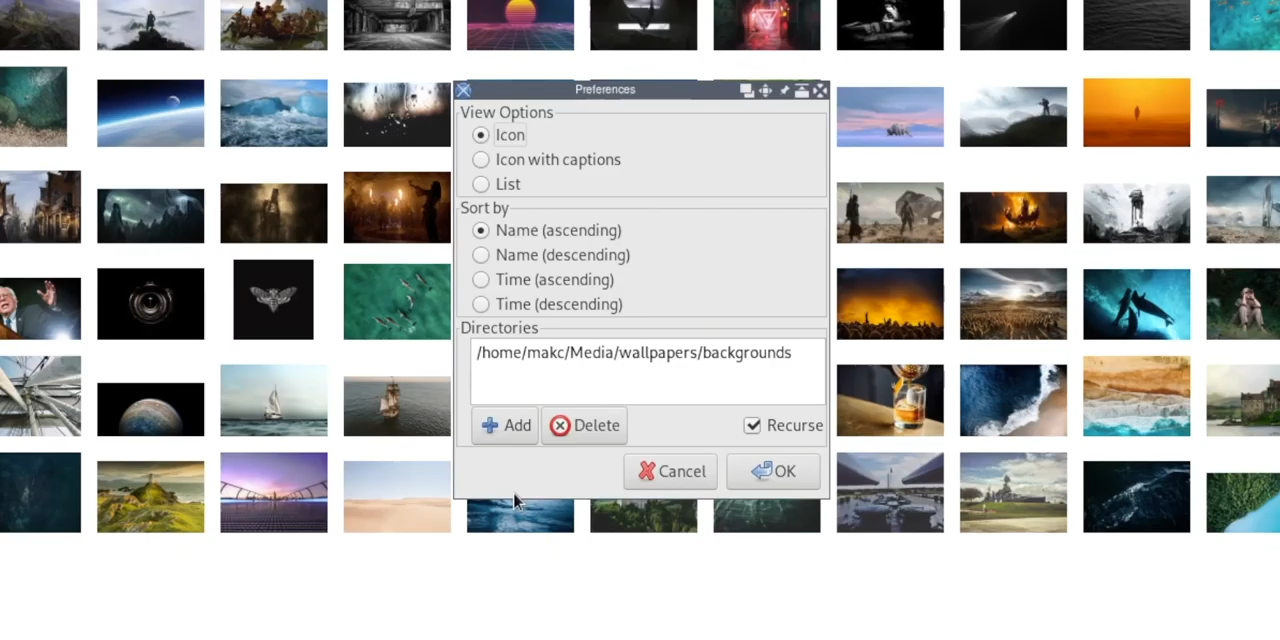 Preferences
View Options
Icon
Icon with captions
List
Sort by
Name (ascending)
Name (descending)
Time (ascending)
Time (descending)
Directories
/home/makc/Media/wallpapers/backgrounds
Add Delete Recurse
Cancel OK